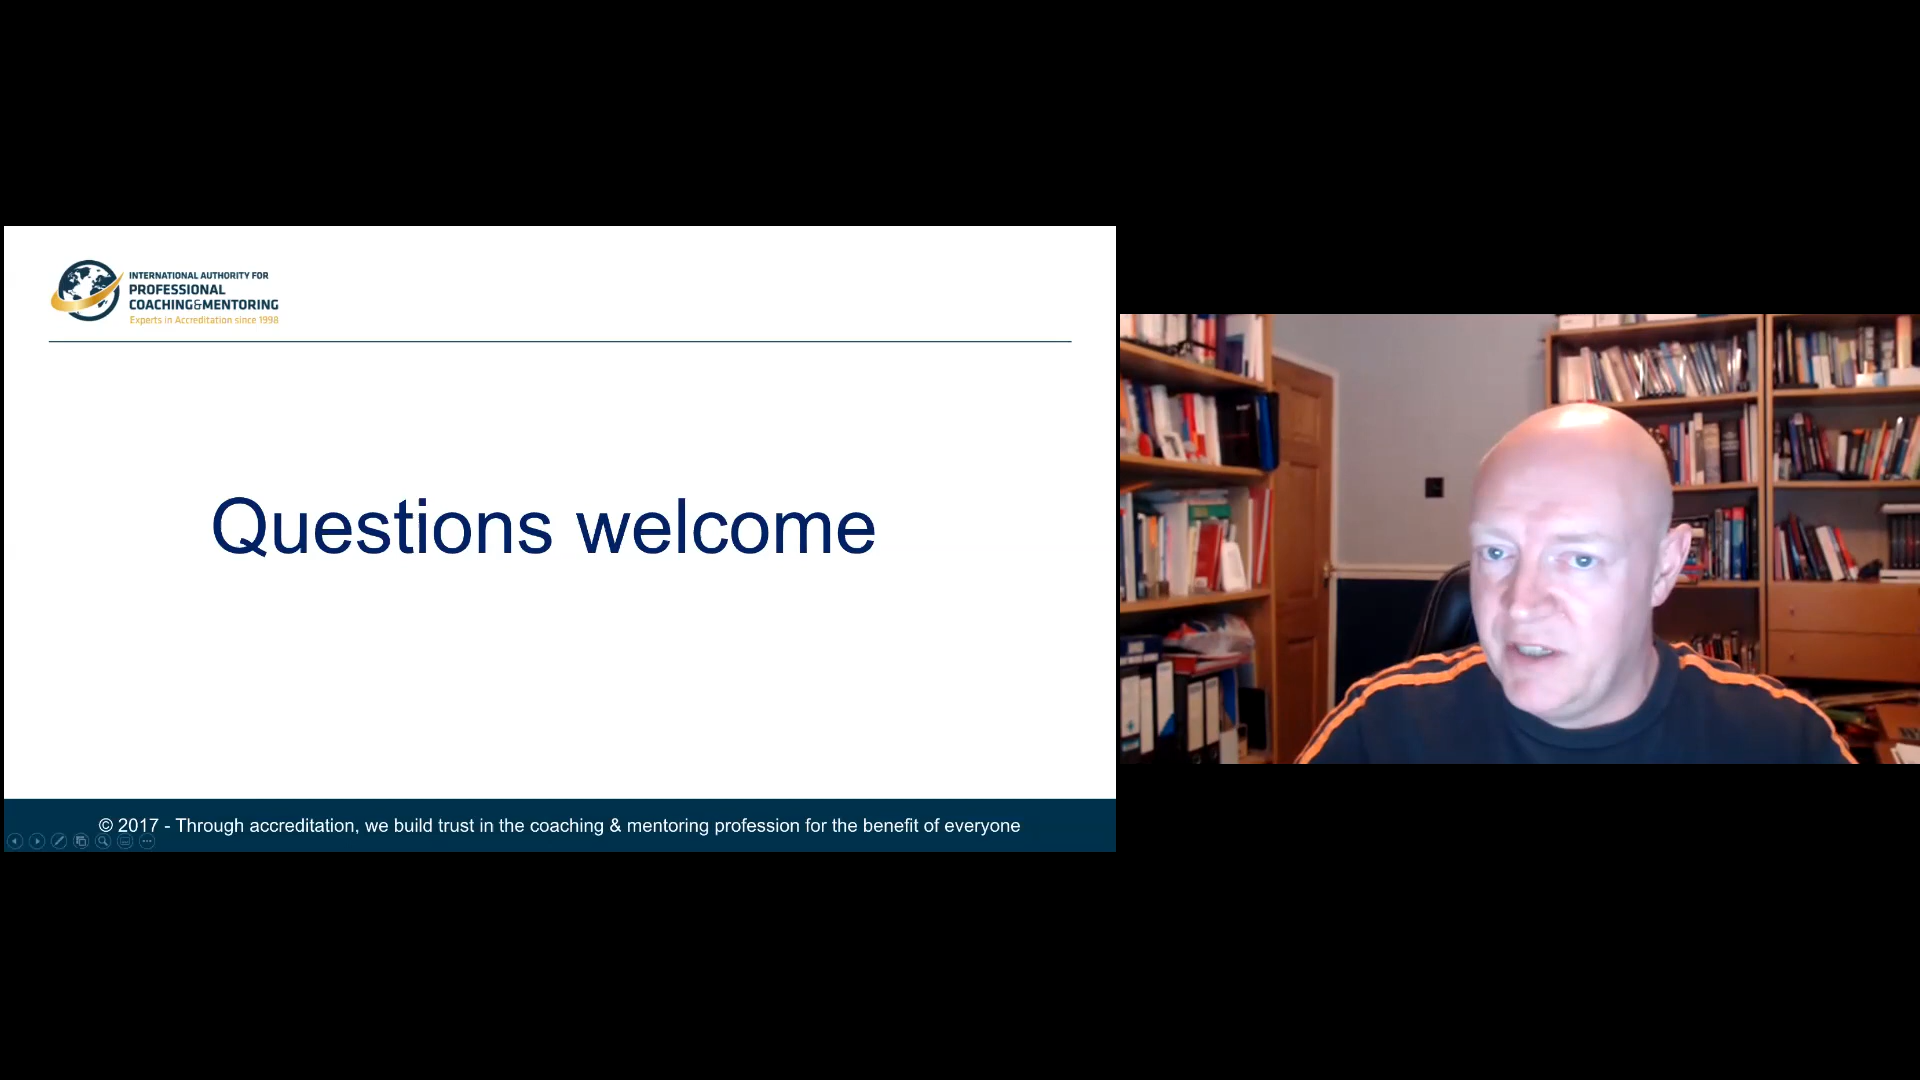 INTERNATIONAL AUTHORITY FOR
PROFESSIONAL
COACHING&MENTORING
Experts in Accreditation since 1998
Questions welcome
© 2017 - Through accreditation, we build trust in the coaching & mentoring profession for the benefit of everyone